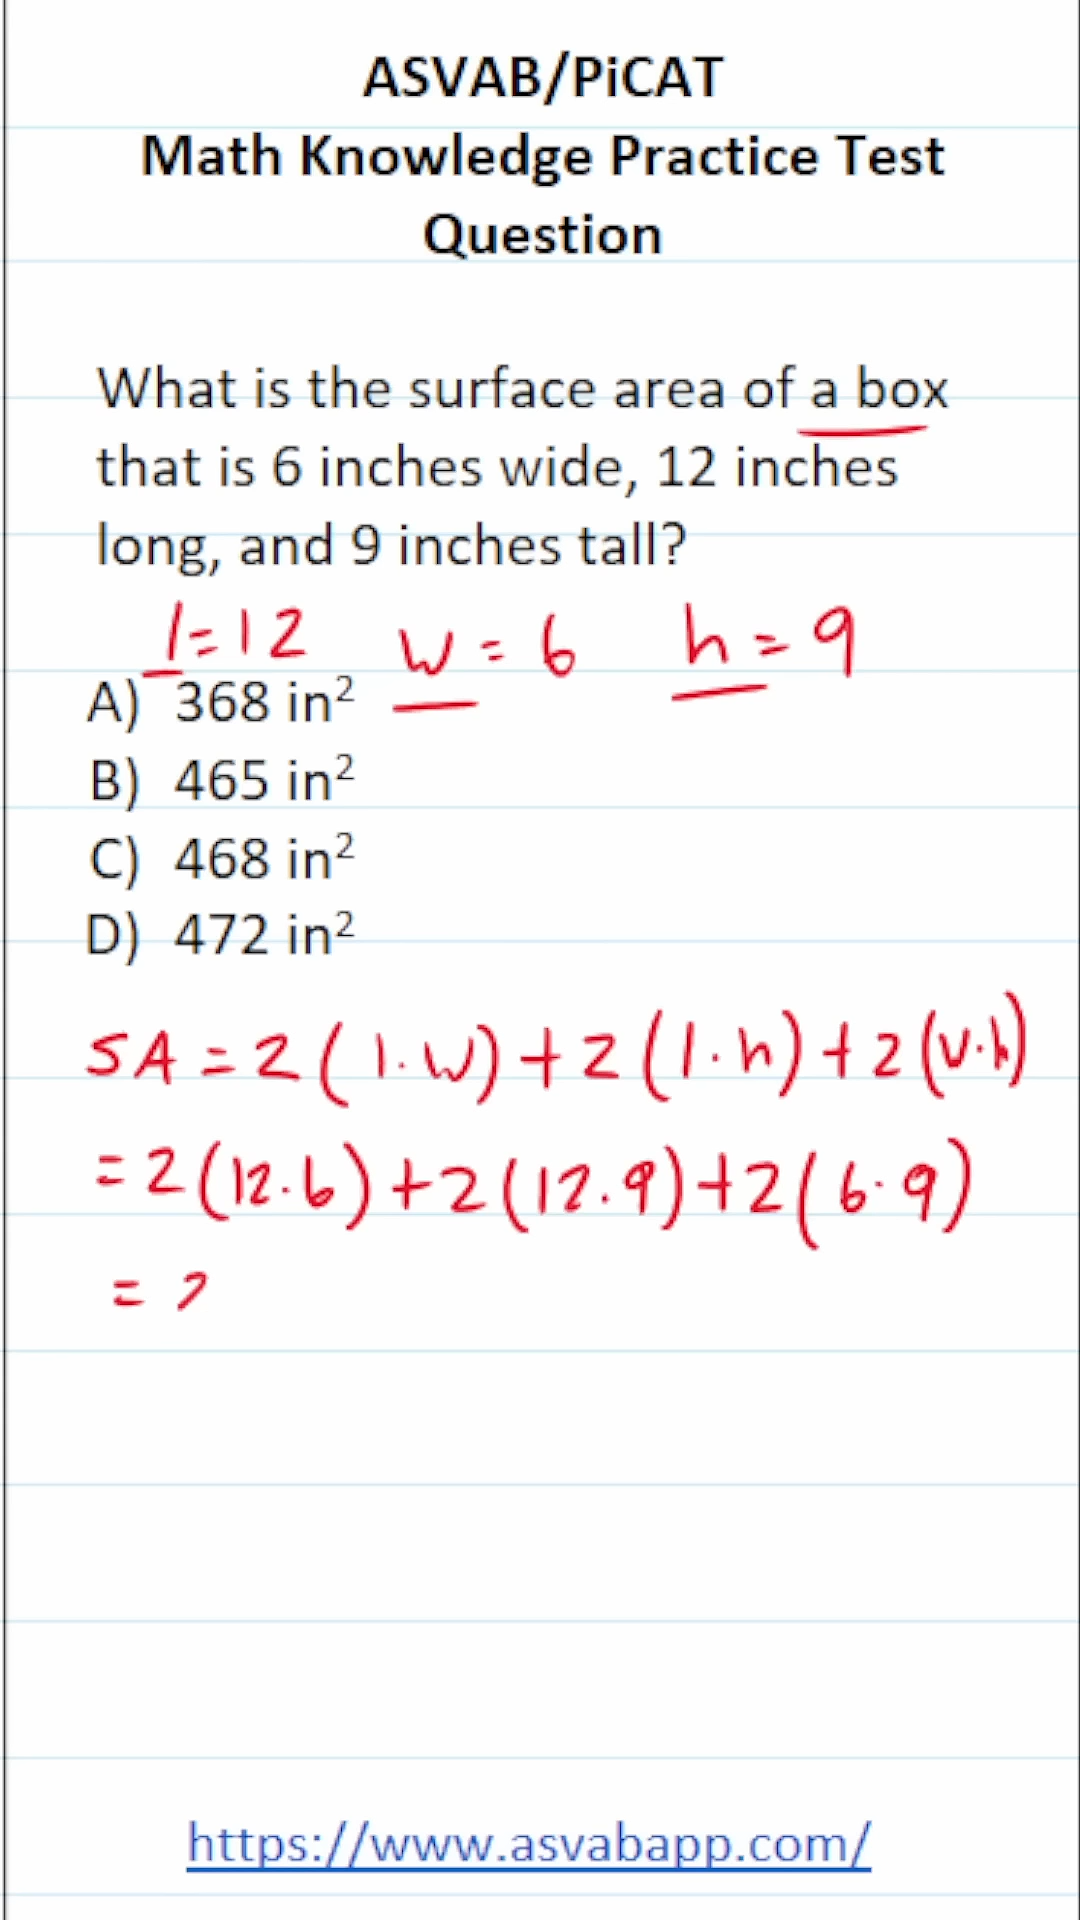 ASVAB/PiCAT
Math Knowledge Practice Test
Question
What is the surface area of a box
that is 6 inches wide, 12 inches
long, and 9 inches tall?
l=12 w=6 h=9
A) 368 in²
B) 465 in²
C) 468 in²
D) 472 in²
SA=2(l·w)+2(l·h)+2(w·h)
=2(12·6)+2(12·9)+2(6·9)
= 2
https://www.asvabapp.com/